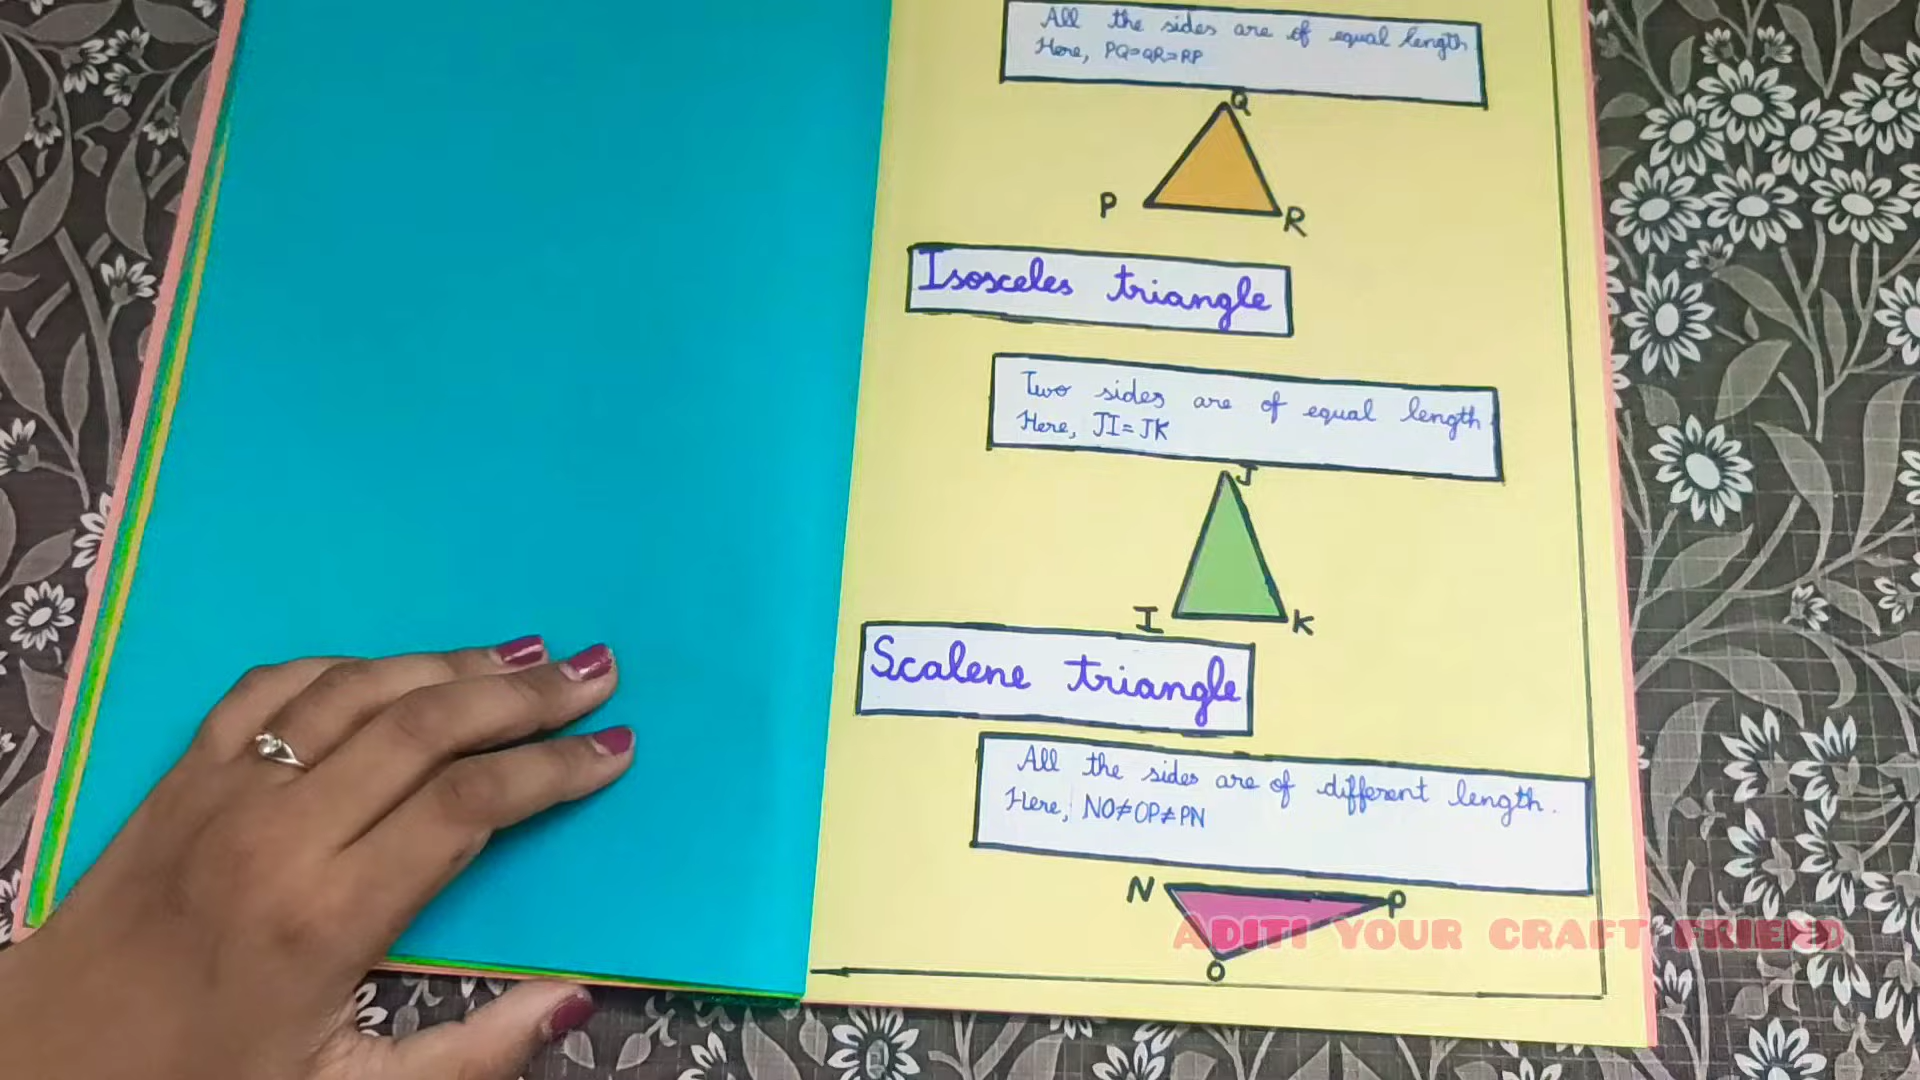 All the sides are of equal length
Here, PQ=QR=RP
Q
P
R
Isosceles triangle
Two sides are of equal length.
Here, JI=JK
J
I
K
Scalene triangle
All the sides are of different length.
Here, NO≠OP≠PN
N
P
ADITI YOUR CRAFT FRIEND
O